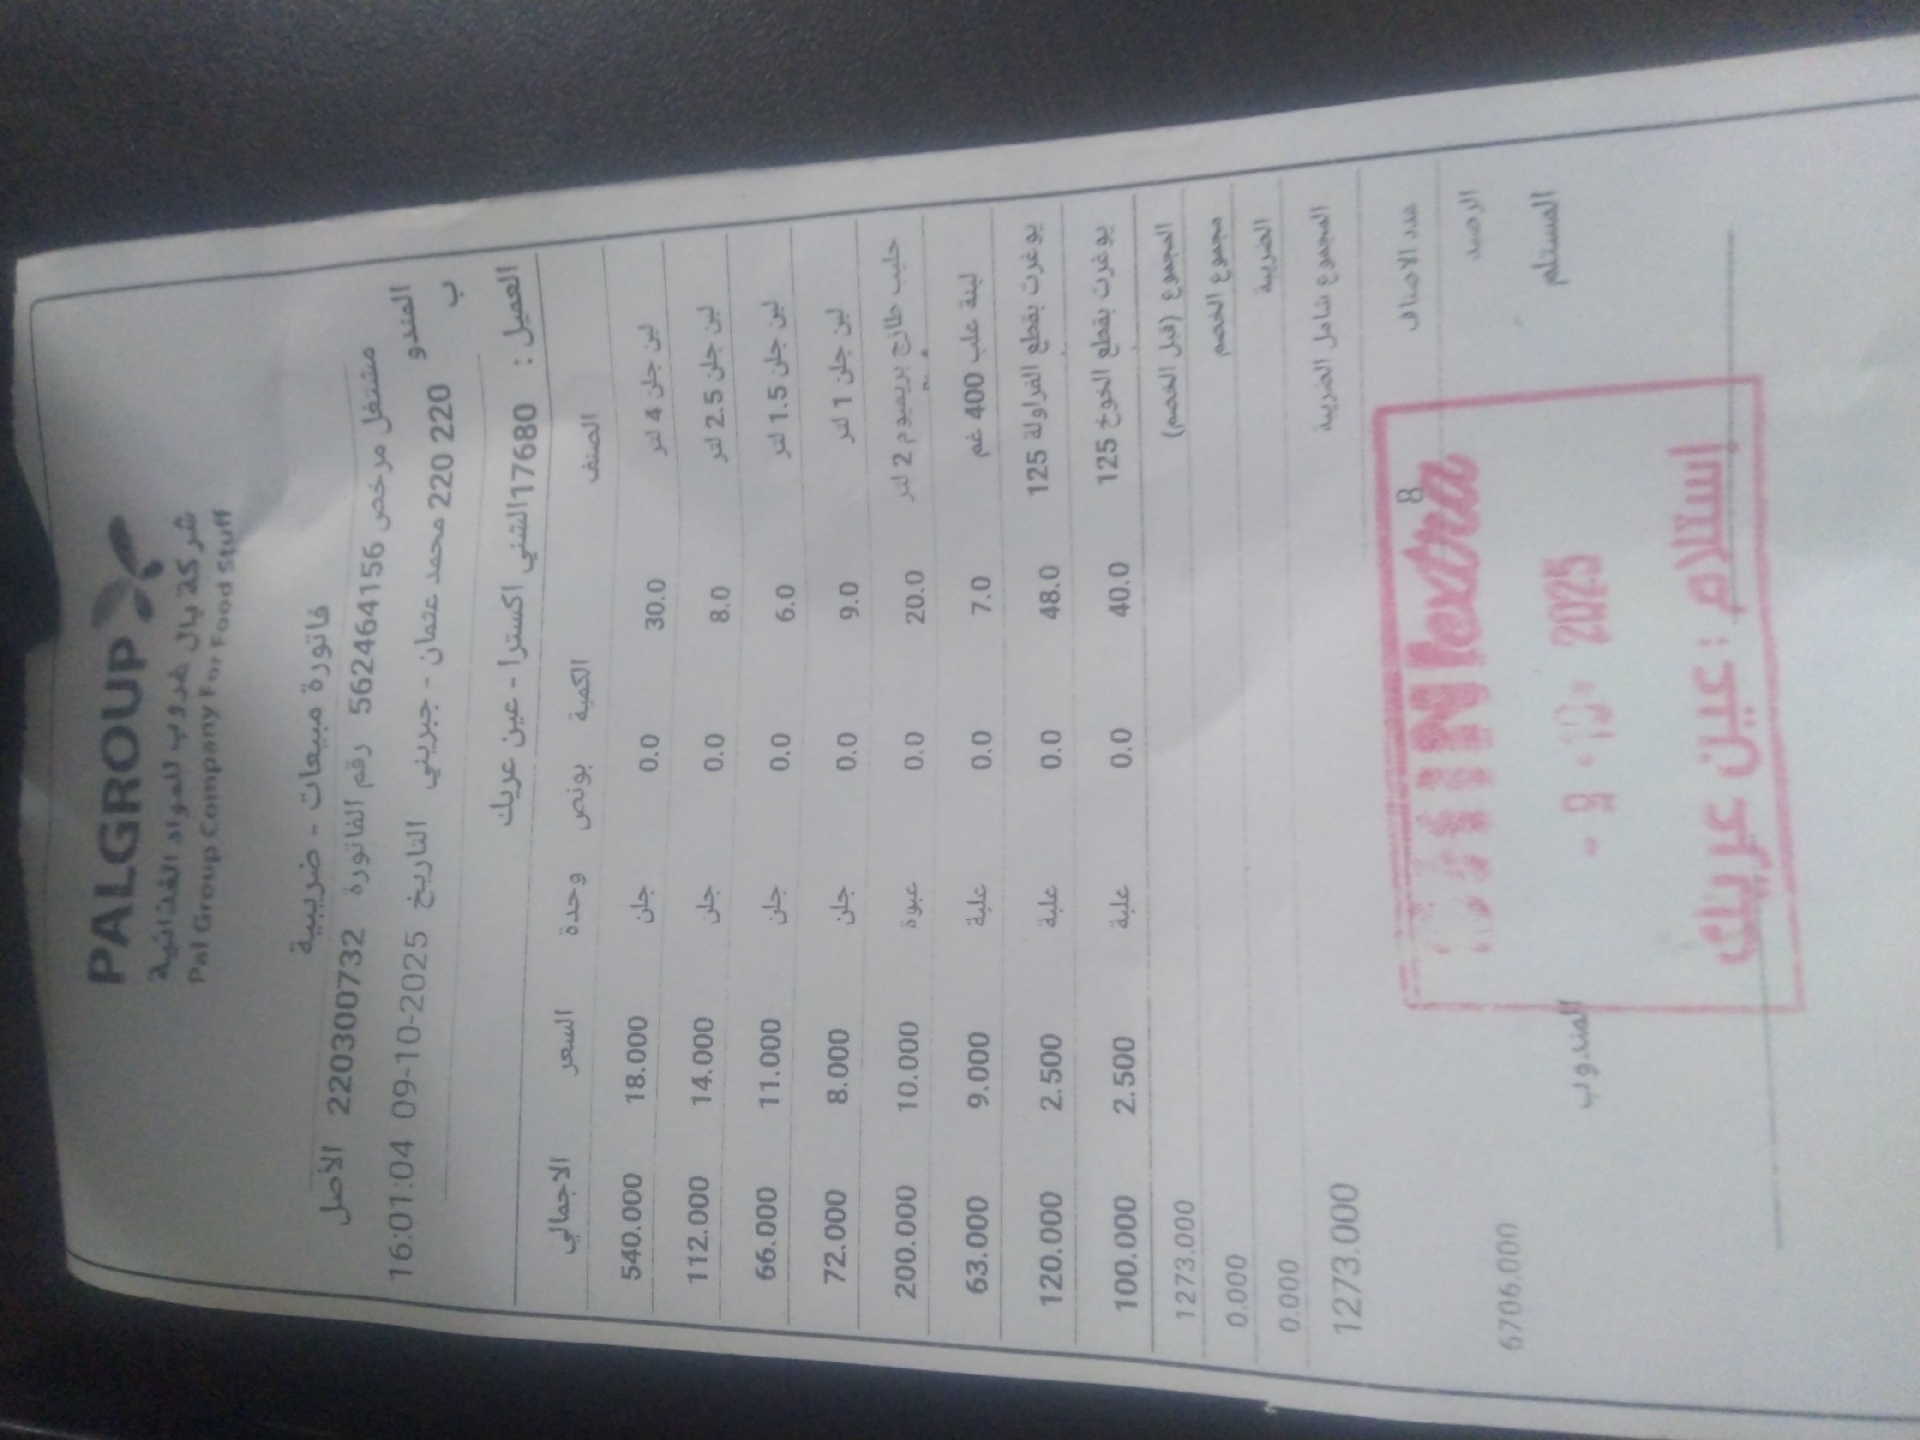 PALGROUP
شركة بال غروب للمواد الغذائية
Pal Group Company For Food Stuff
فاتورة مبيعات - ضريبية
مشتغل مرخص 562464156 رقم الفاتورة 220300732 الأصل
المندوب 220 220 محمد عثمان - جبريني التاريخ 09-10-2025 16:01:04
العميل : 17680 الشني اكسترا - عين عريك
الصنف الكمية بونص وحدة السعر الاجمالي
لبن جلن 4 لتر 30.0 0.0 جلن 18.000 540.000
لبن جلن 2.5 لتر 8.0 0.0 جلن 14.000 112.000
لبن جلن 1.5 لتر 6.0 0.0 جلن 11.000 66.000
لبن جلن 1 لتر 9.0 0.0 جلن 8.000 72.000
حليب طازج بريميوم 2 لتر 20.0 0.0 عبوة 10.000 200.000
لبنة علب 400 غم 7.0 0.0 علبة 9.000 63.000
يوغرت بقطع الفراولة 125 48.0 0.0 علبة 2.500 120.000
يوغرت بقطع الخوخ 125 40.0 0.0 علبة 2.500 100.000
المجموع (قبل الخصم) 1273.000
مجموع الخصم 0.000
الضريبة 0.000
المجموع شامل الضريبة 1273.000
عدد الاصناف 8
الرصيد 6706.000
المستلم المندوب
extra
2025
إستلام : عين عريك